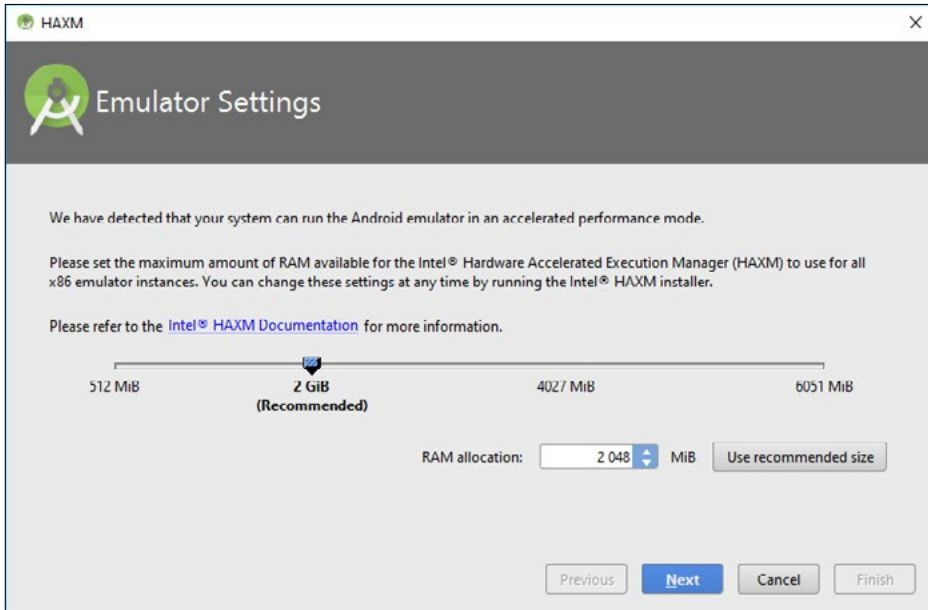 HAXM
Emulator Settings
We have detected that your system can run the Android emulator in an accelerated performance mode.
Please set the maximum amount of RAM available for the Intel® Hardware Accelerated Execution Manager (HAXM) to use for all
x86 emulator instances. You can change these settings at any time by running the Intel® HAXM installer.
Please refer to the Intel® HAXM Documentation for more information.
512 MiB 2 GiB 4027 MiB 6051 MiB
(Recommended)
RAM allocation: 2 048 MiB Use recommended size
Previous Next Cancel Finish